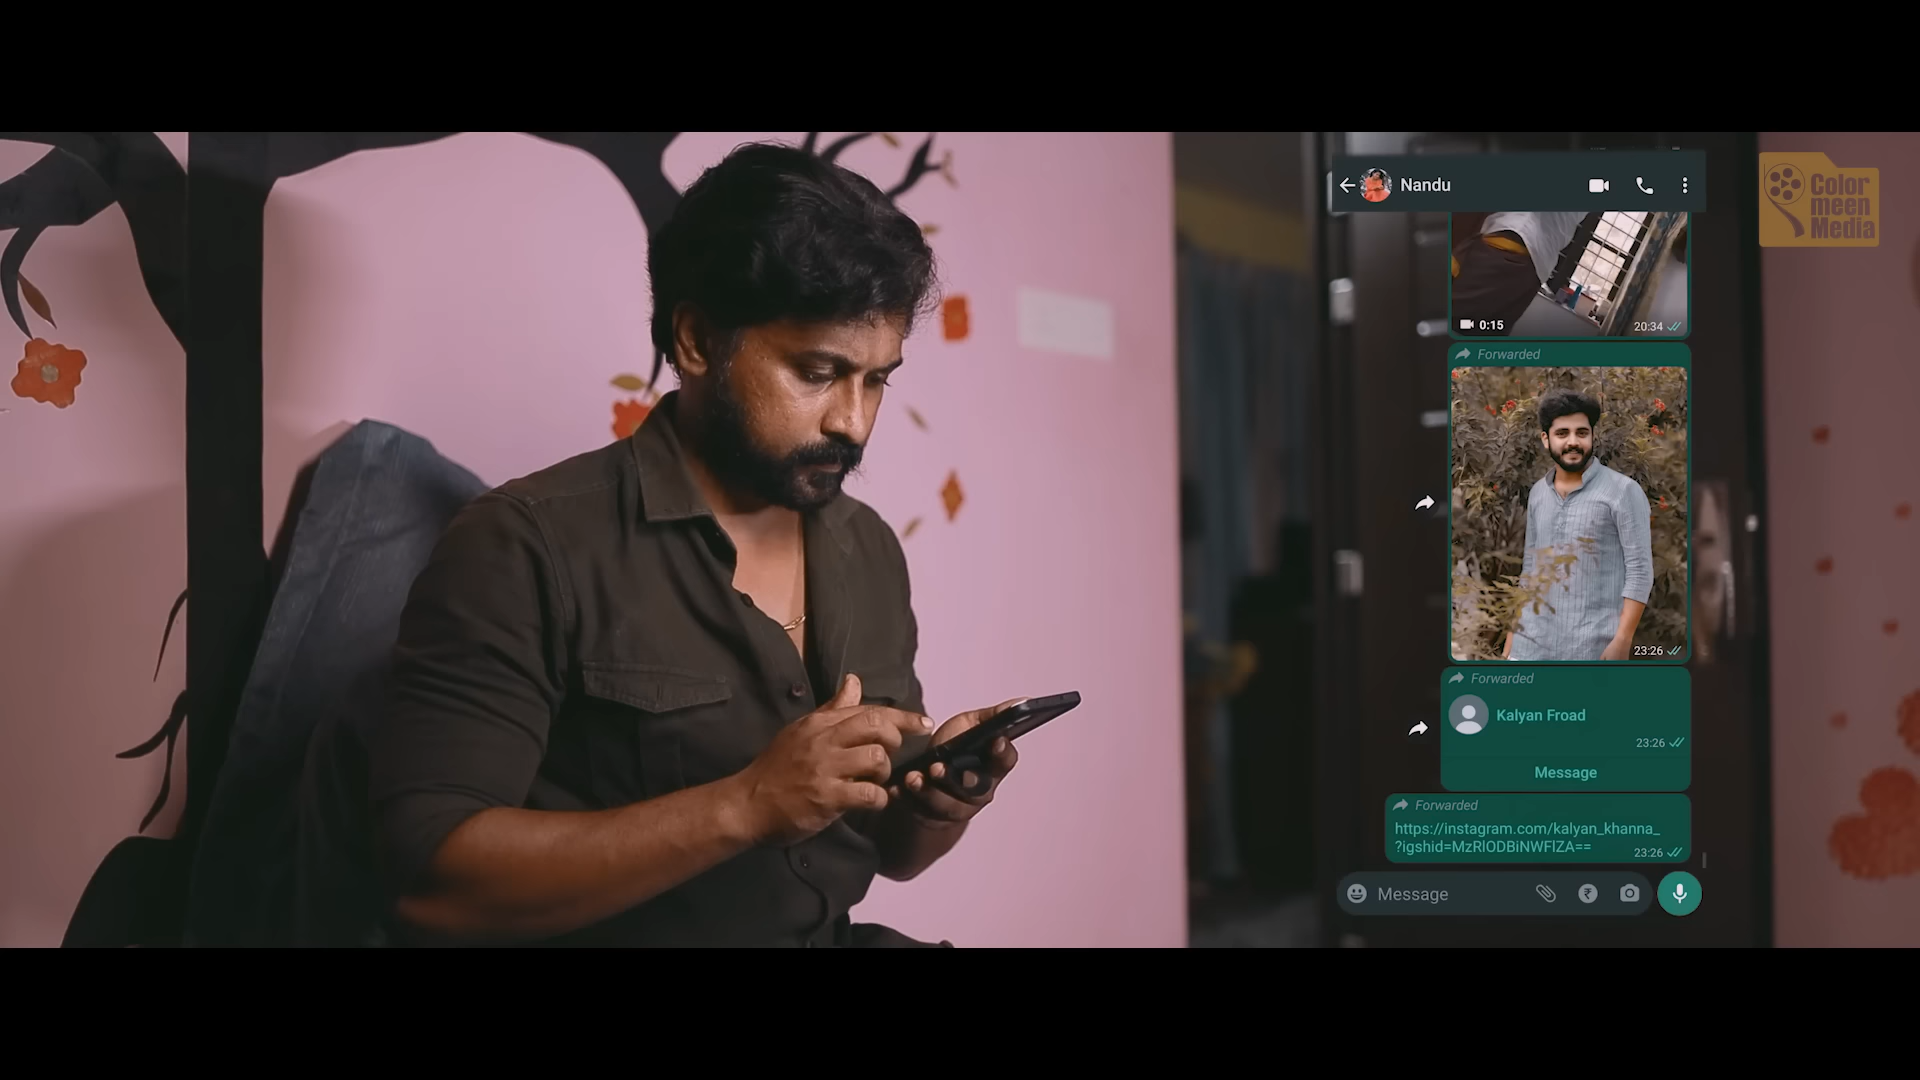 Nandu
Color
meen
Media
0:15
20:34
Forwarded
23:26
Forwarded
Kalyan Froad
23:26
Message
Forwarded
https://instagram.com/kalyan_khanna_
?igshid=MzRlODBiNWFlZA==
23:26
Message